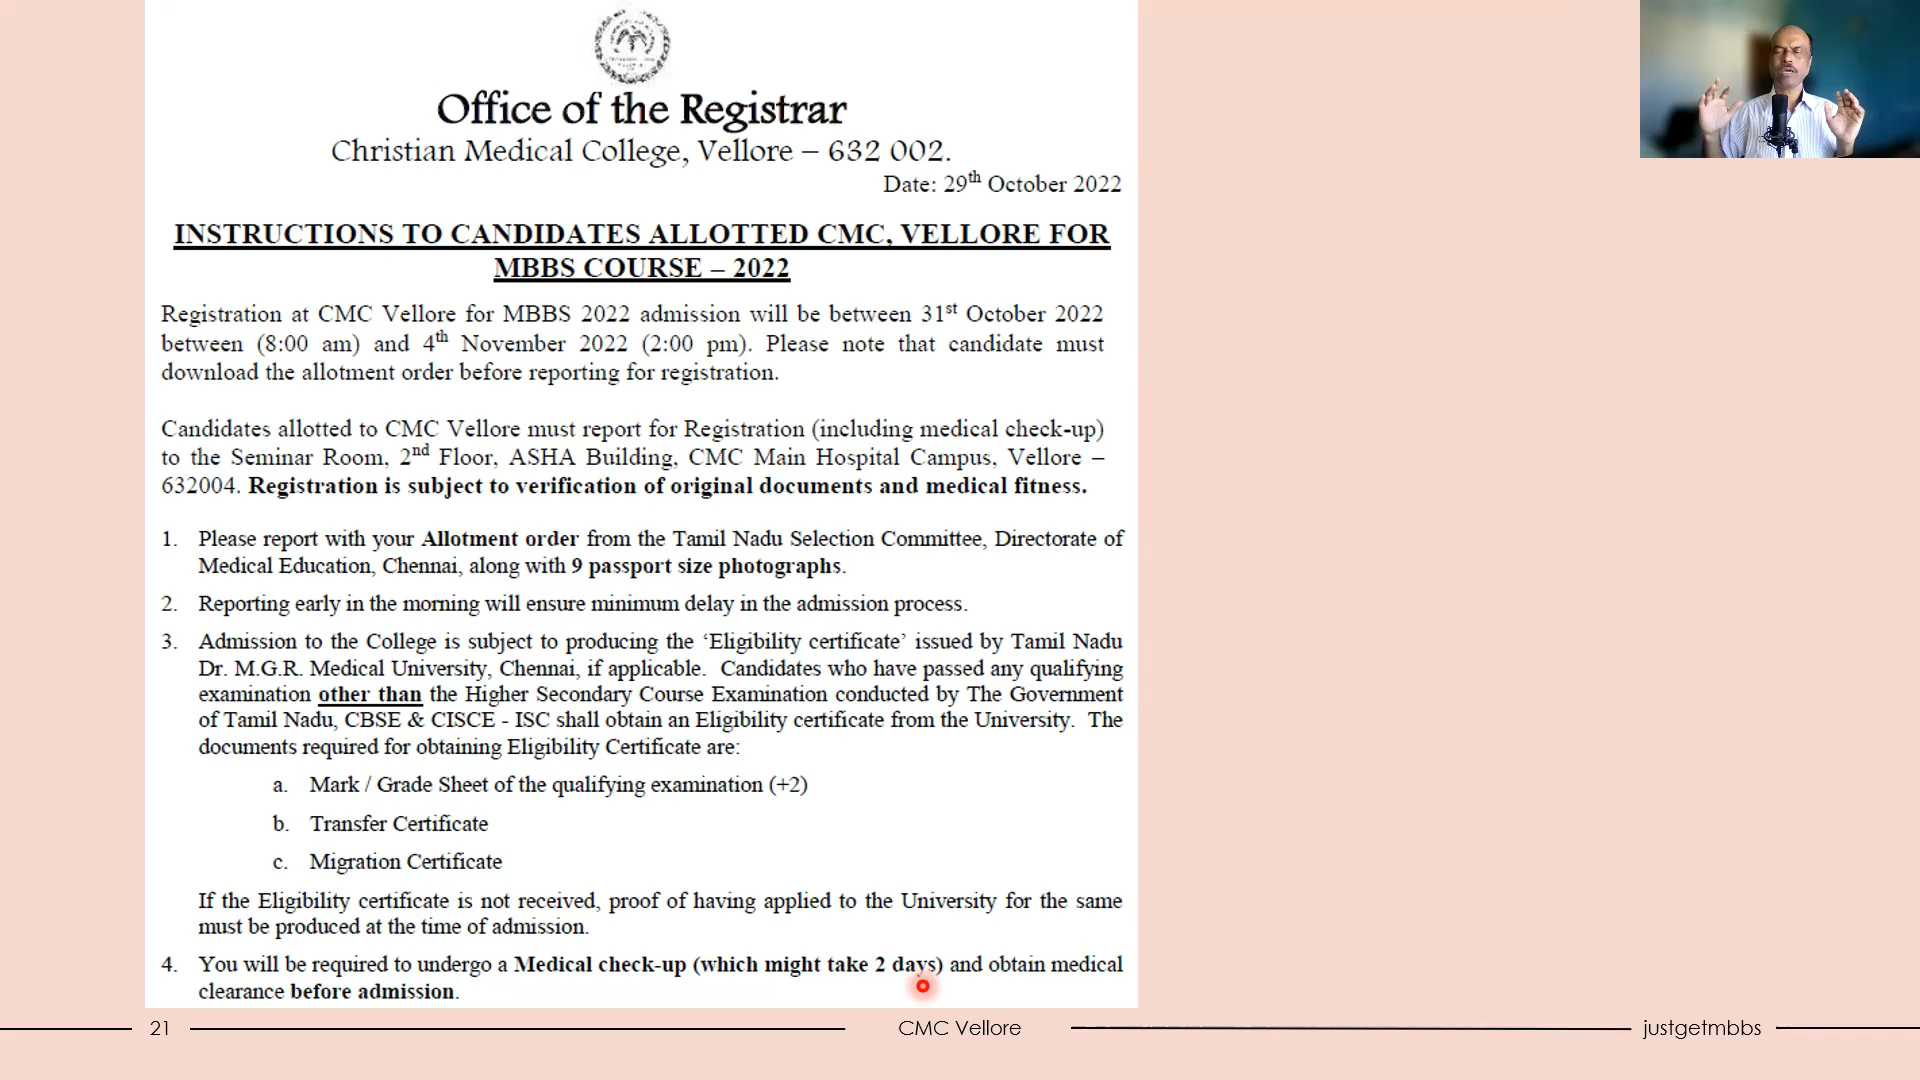 Office of the Registrar
Christian Medical College, Vellore – 632 002.
Date: 29th October 2022
INSTRUCTIONS TO CANDIDATES ALLOTTED CMC, VELLORE FOR
MBBS COURSE – 2022
Registration at CMC Vellore for MBBS 2022 admission will be between 31st October 2022
between (8:00 am) and 4th November 2022 (2:00 pm). Please note that candidate must
download the allotment order before reporting for registration.
Candidates allotted to CMC Vellore must report for Registration (including medical check-up)
to the Seminar Room, 2nd Floor, ASHA Building, CMC Main Hospital Campus, Vellore –
632004. Registration is subject to verification of original documents and medical fitness.
1. Please report with your Allotment order from the Tamil Nadu Selection Committee, Directorate of
Medical Education, Chennai, along with 9 passport size photographs.
2. Reporting early in the morning will ensure minimum delay in the admission process.
3. Admission to the College is subject to producing the ‘Eligibility certificate’ issued by Tamil Nadu
Dr. M.G.R. Medical University, Chennai, if applicable. Candidates who have passed any qualifying
examination other than the Higher Secondary Course Examination conducted by The Government
of Tamil Nadu, CBSE & CISCE - ISC shall obtain an Eligibility certificate from the University. The
documents required for obtaining Eligibility Certificate are:
a. Mark / Grade Sheet of the qualifying examination (+2)
b. Transfer Certificate
c. Migration Certificate
If the Eligibility certificate is not received, proof of having applied to the University for the same
must be produced at the time of admission.
4. You will be required to undergo a Medical check-up (which might take 2 days) and obtain medical
clearance before admission.
21 CMC Vellore justgetmbbs